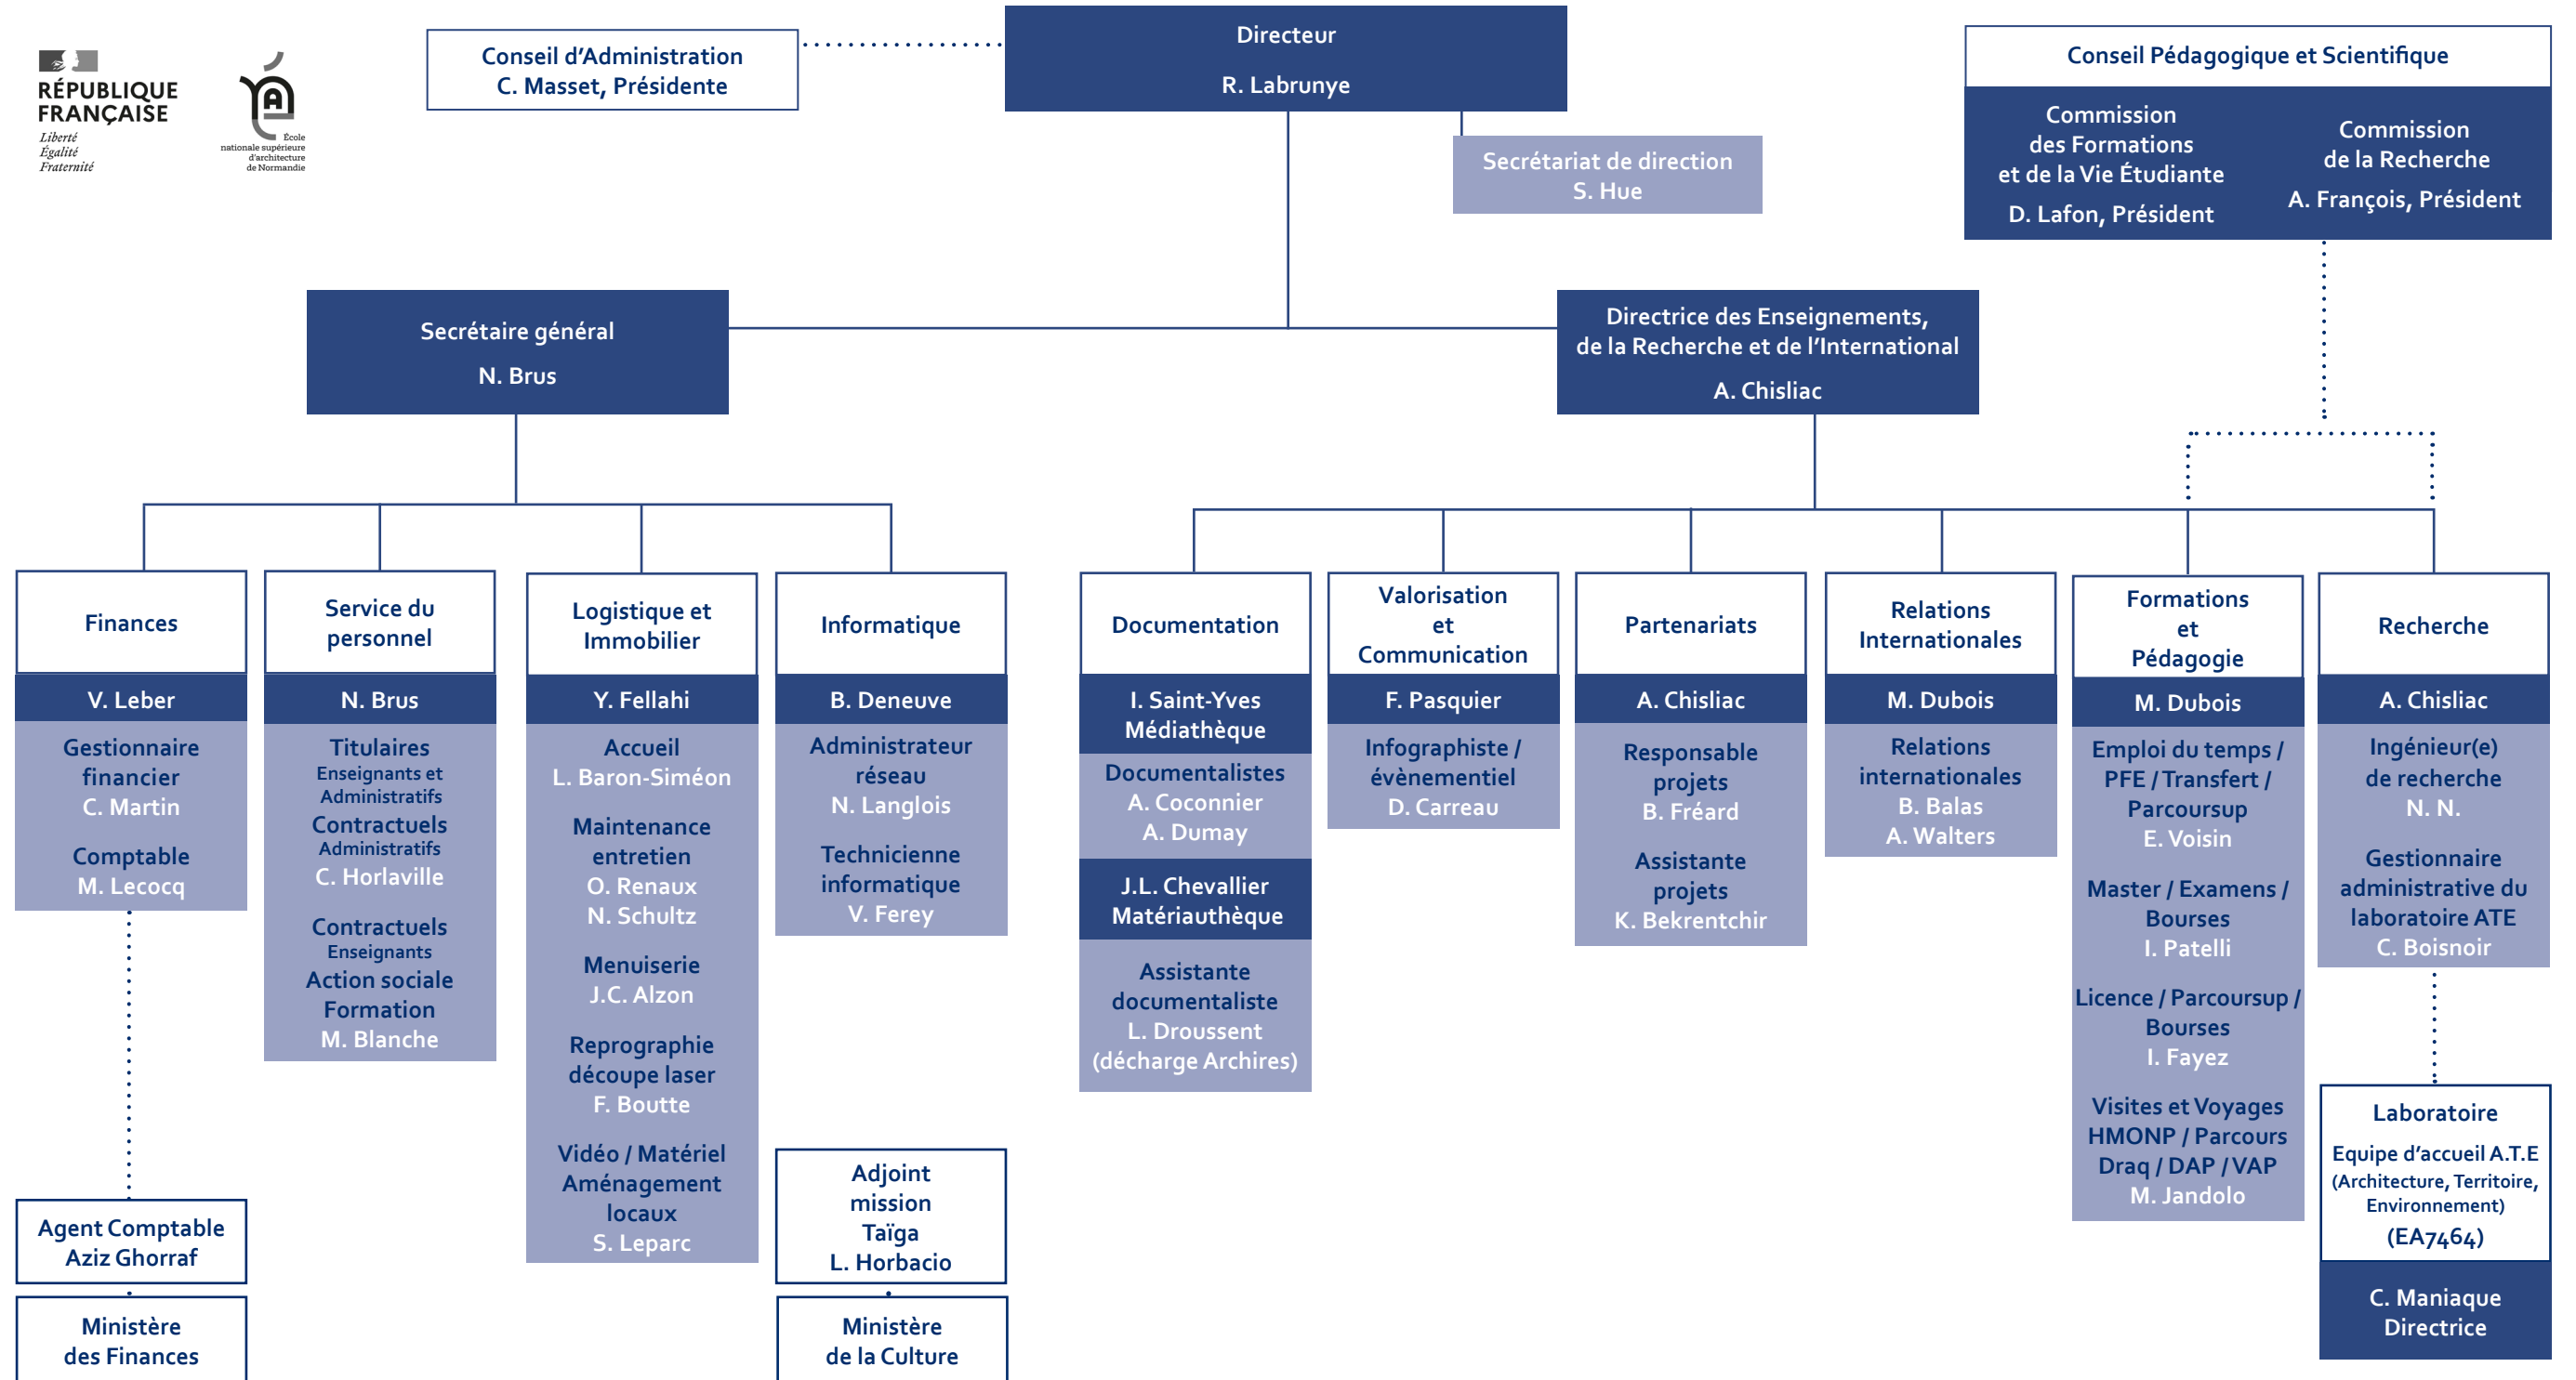 RÉPUBLIQUE
FRANÇAISE
Liberté
Égalité
Fraternité
École
nationale supérieure
d'architecture
de Normandie
Conseil d'Administration
C. Masset, Présidente
Directeur
R. Labrunye
Secrétariat de direction
S. Hue
Conseil Pédagogique et Scientifique
Commission
des Formations
et de la Vie Étudiante
D. Lafon, Président
Commission
de la Recherche
A. François, Président
Secrétaire général
N. Brus
Directrice des Enseignements,
de la Recherche et de l'International
A. Chisliac
Finances
V. Leber
Gestionnaire
financier
C. Martin
Comptable
M. Lecocq
Agent Comptable
Aziz Ghorraf
Ministère
des Finances
Service du
personnel
N. Brus
Titulaires
Enseignants et
Administratifs
Contractuels
Administratifs
C. Horlaville
Contractuels
Enseignants
Action sociale
Formation
M. Blanche
Logistique et
Immobilier
Y. Fellahi
Accueil
L. Baron-Siméon
Maintenance
entretien
O. Renaux
N. Schultz
Menuiserie
J.C. Alzon
Reprographie
découpe laser
F. Boutte
Vidéo / Matériel
Aménagement
locaux
S. Leparc
Informatique
B. Deneuve
Administrateur
réseau
N. Langlois
Technicienne
informatique
V. Ferey
Adjoint
mission
Taïga
L. Horbacio
Ministère
de la Culture
Documentation
I. Saint-Yves
Médiathèque
Documentalistes
A. Coconnier
A. Dumay
J.L. Chevallier
Matériauthèque
Assistante
documentaliste
L. Droussent
(décharge Archires)
Valorisation
et
Communication
F. Pasquier
Infographiste /
évènementiel
D. Carreau
Partenariats
A. Chisliac
Responsable
projets
B. Fréard
Assistante
projets
K. Bekrentchir
Relations
Internationales
M. Dubois
Relations
internationales
B. Balas
A. Walters
Formations
et
Pédagogie
M. Dubois
Emploi du temps /
PFE / Transfert /
Parcoursup
E. Voisin
Master / Examens /
Bourses
I. Patelli
Licence / Parcoursup /
Bourses
I. Fayez
Visites et Voyages
HMONP / Parcours
Draq / DAP / VAP
M. Jandolo
Recherche
A. Chisliac
Ingénieur(e)
de recherche
N. N.
Gestionnaire
administrative du
laboratoire ATE
C. Boisnoir
Laboratoire
Equipe d'accueil A.T.E
(Architecture, Territoire,
Environnement)
(EA7464)
C. Maniaque
Directrice